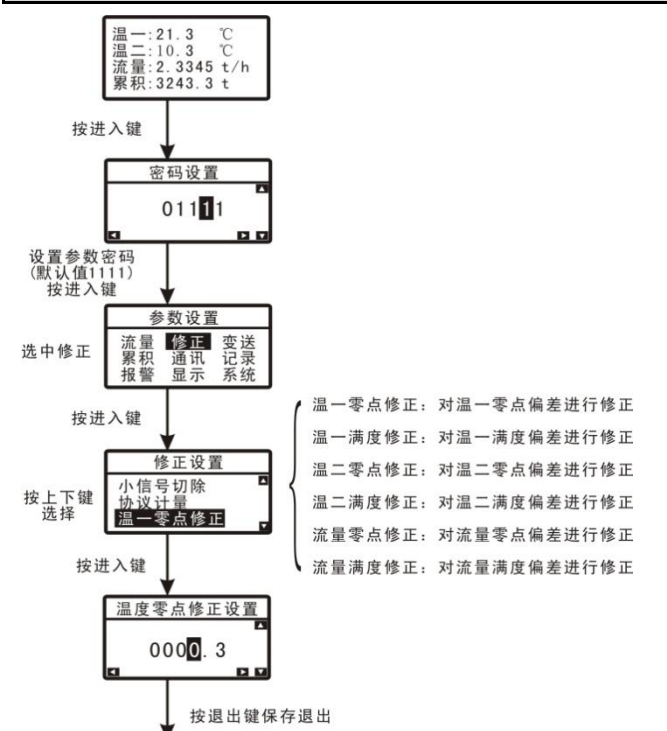 温一:21.3 ℃
温二:10.3 ℃
流量:2.3345 t/h
累积:3243.3 t
按进入键
密码设置
01111
设置参数密码
(默认值1111)
按进入键
参数设置
流量 修正 变送
累积 通讯 记录
报警 显示 系统
选中修正
按进入键
修正设置
小信号切除
协议计量
温一零点修正
按上下键
选择
温一零点修正：对温一零点偏差进行修正
温一满度修正：对温一满度偏差进行修正
温二零点修正：对温二零点偏差进行修正
温二满度修正：对温二满度偏差进行修正
流量零点修正：对流量零点偏差进行修正
流量满度修正：对流量满度偏差进行修正
按进入键
温度零点修正设置
0000.3
按退出键保存退出